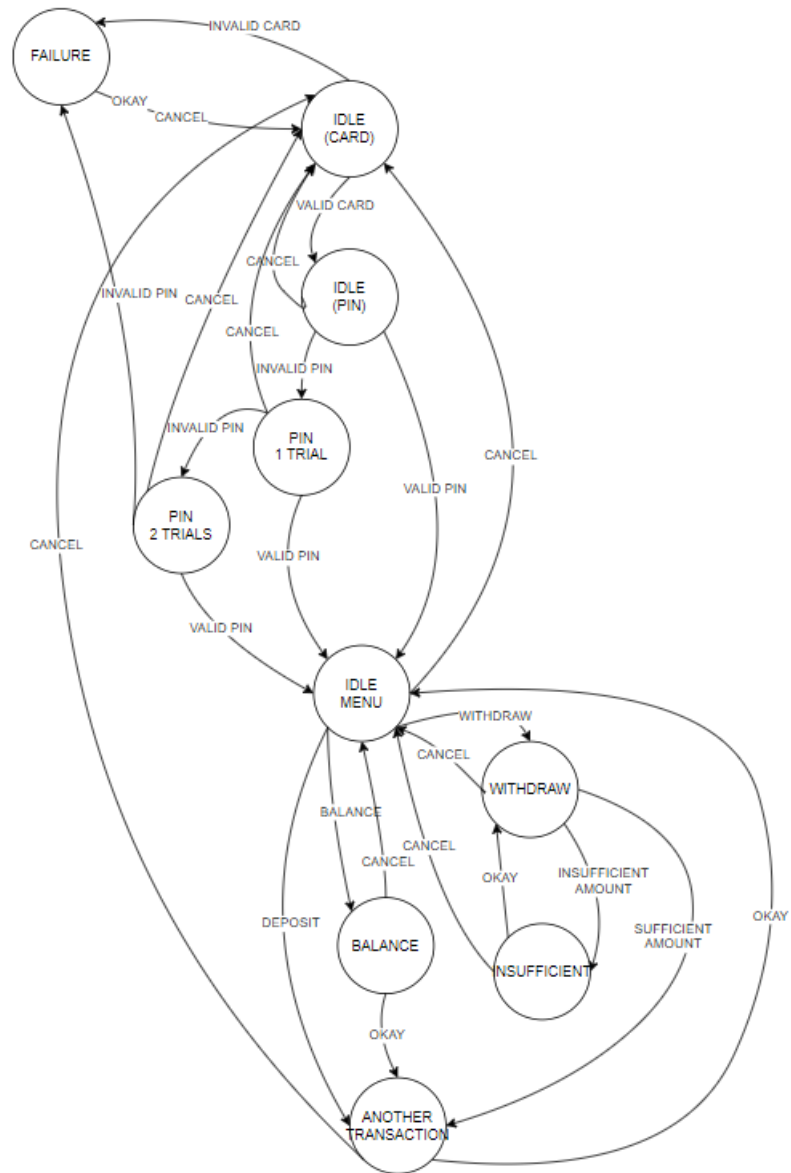 INVALID CARD
FAILURE
OKAY
CANCEL
IDLE
(CARD)
VALID CARD
CANCEL
IDLE
(PIN)
INVALID PIN
CANCEL
CANCEL
INVALID PIN
INVALID PIN
PIN
1 TRIAL
CANCEL
VALID PIN
PIN
2 TRIALS
CANCEL
VALID PIN
VALID PIN
IDLE
MENU
WITHDRAW
CANCEL
WITHDRAW
BALANCE
CANCEL
CANCEL
OKAY
INSUFFICIENT
AMOUNT
DEPOSIT
SUFFICIENT
AMOUNT
OKAY
BALANCE
INSUFFICIENT
OKAY
ANOTHER
TRANSACTION